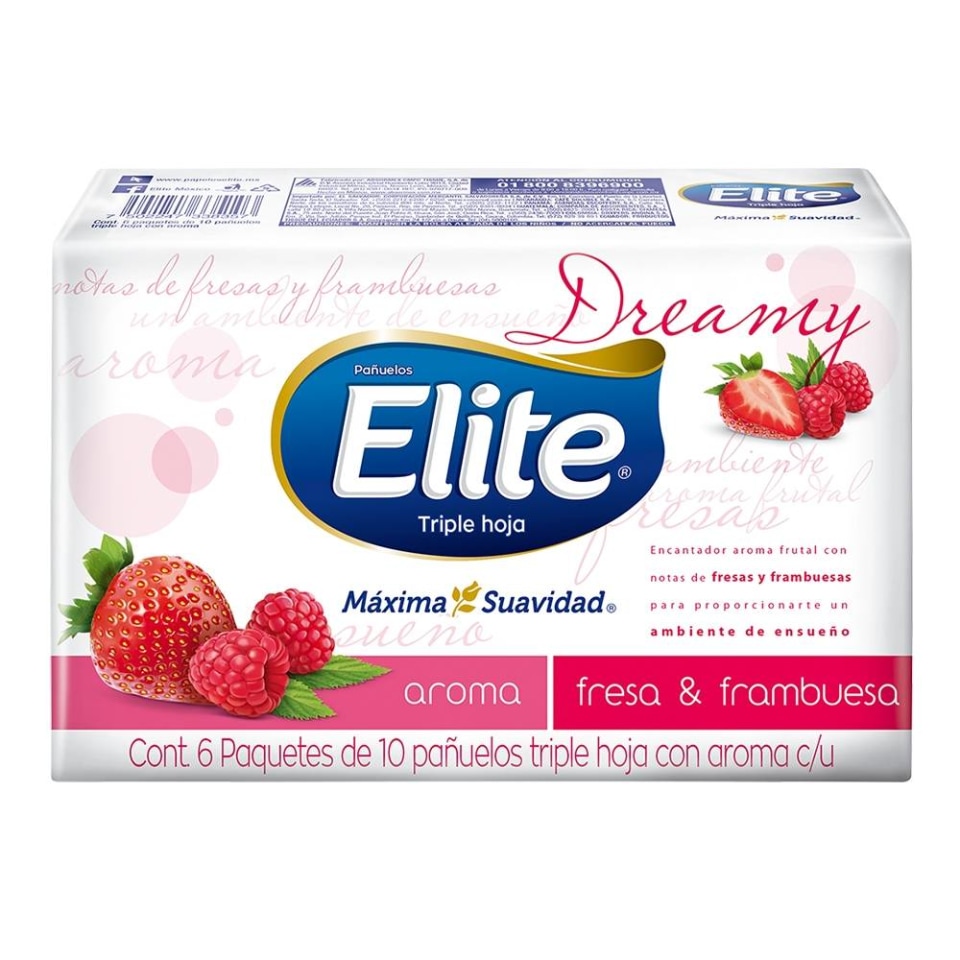 www.papeleselite.mx
Elite México
Cont. 6 paquetes de 10 pañuelos
triple hoja con aroma
ATENCIÓN AL CONSUMIDOR
01 800 8396900
Elite
Triple hoja
Máxima Suavidad
notas de fresas y frambuesas
un ambiente de ensueño
aroma
Dreamy
Pañuelos
Elite®
Triple hoja
ambiente
aroma frutal
fresas
Encantador aroma frutal con
notas de fresas y frambuesas
para proporcionarte un
ambiente de ensueño
Máxima Suavidad®
sueño
aroma
fresa & frambuesa
Cont. 6 Paquetes de 10 pañuelos triple hoja con aroma c/u